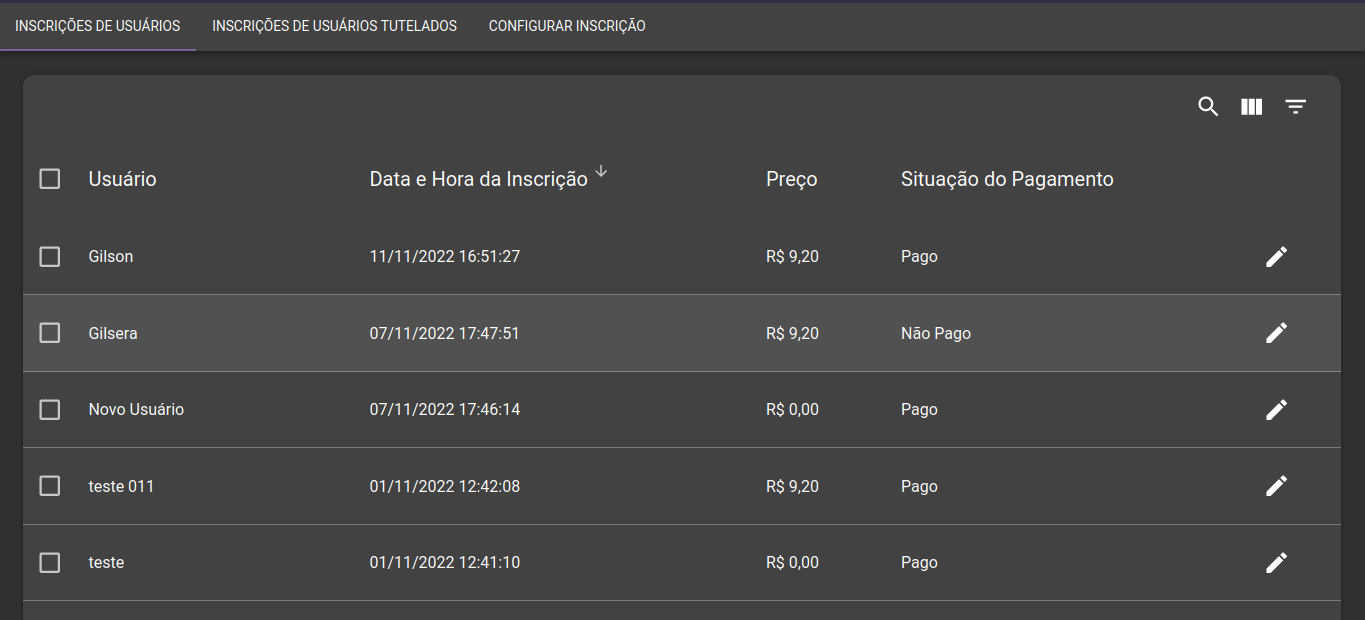 INSCRIÇÕES DE USUÁRIOS INSCRIÇÕES DE USUÁRIOS TUTELADOS CONFIGURAR INSCRIÇÃO
Usuário Data e Hora da Inscrição Preço Situação do Pagamento
Gilson 11/11/2022 16:51:27 R$ 9,20 Pago
Gilsera 07/11/2022 17:47:51 R$ 9,20 Não Pago
Novo Usuário 07/11/2022 17:46:14 R$ 0,00 Pago
teste 011 01/11/2022 12:42:08 R$ 9,20 Pago
teste 01/11/2022 12:41:10 R$ 0,00 Pago